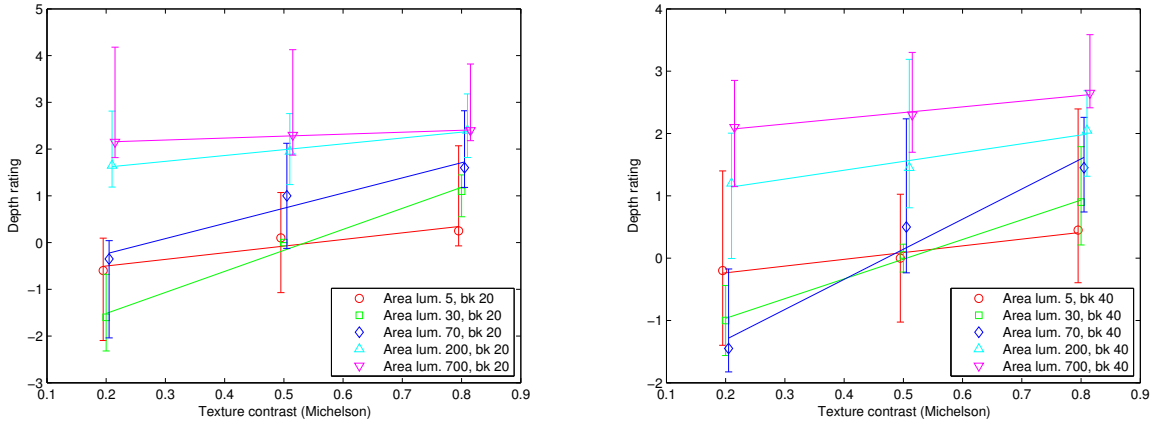 5
4
3
2
1
0
−1
−2
−3
Depth rating
0.1 0.2 0.3 0.4 0.5 0.6 0.7 0.8 0.9
Texture contrast (Michelson)
Area lum. 5, bk 20
Area lum. 30, bk 20
Area lum. 70, bk 20
Area lum. 200, bk 20
Area lum. 700, bk 20
4
3
2
1
0
−1
−2
Depth rating
0.1 0.2 0.3 0.4 0.5 0.6 0.7 0.8 0.9
Texture contrast (Michelson)
Area lum. 5, bk 40
Area lum. 30, bk 40
Area lum. 70, bk 40
Area lum. 200, bk 40
Area lum. 700, bk 40